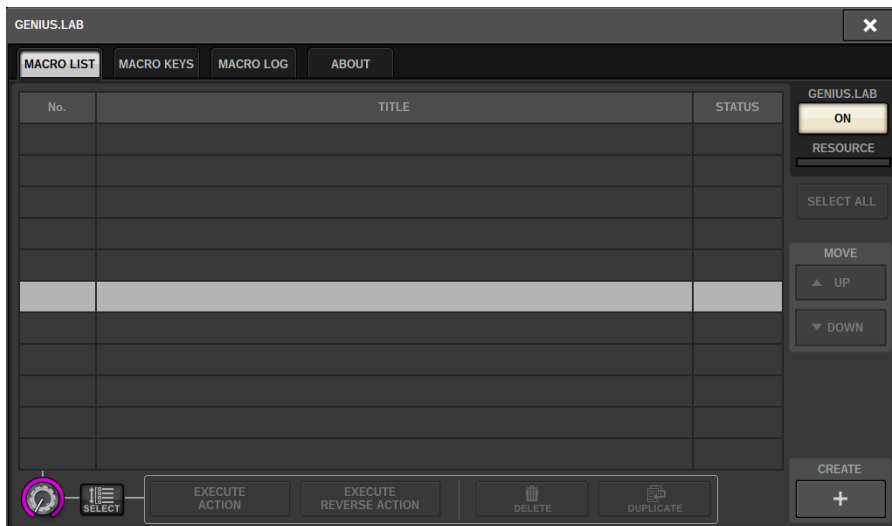 GENIUS.LAB
MACRO LIST
MACRO KEYS
MACRO LOG
ABOUT
No.
TITLE
STATUS
GENIUS.LAB
ON
RESOURCE
SELECT ALL
MOVE
UP
DOWN
SELECT
EXECUTE
ACTION
EXECUTE
REVERSE ACTION
DELETE
DUPLICATE
CREATE
+